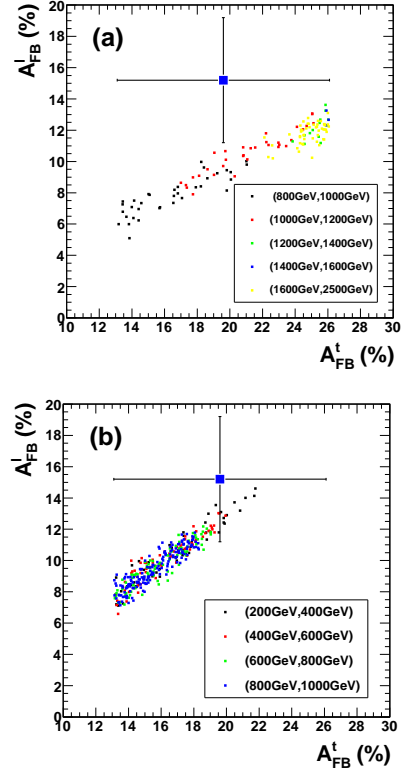 (a)
A^l_FB (%)
20
18
16
14
12
10
8
6
4
2
0
(800GeV,1000GeV)
(1000GeV,1200GeV)
(1200GeV,1400GeV)
(1400GeV,1600GeV)
(1600GeV,2500GeV)
10 12 14 16 18 20 22 24 26 28 30
A^t_FB (%)
(b)
A^l_FB (%)
20
18
16
14
12
10
8
6
4
2
0
(200GeV,400GeV)
(400GeV,600GeV)
(600GeV,800GeV)
(800GeV,1000GeV)
10 12 14 16 18 20 22 24 26 28 30
A^t_FB (%)